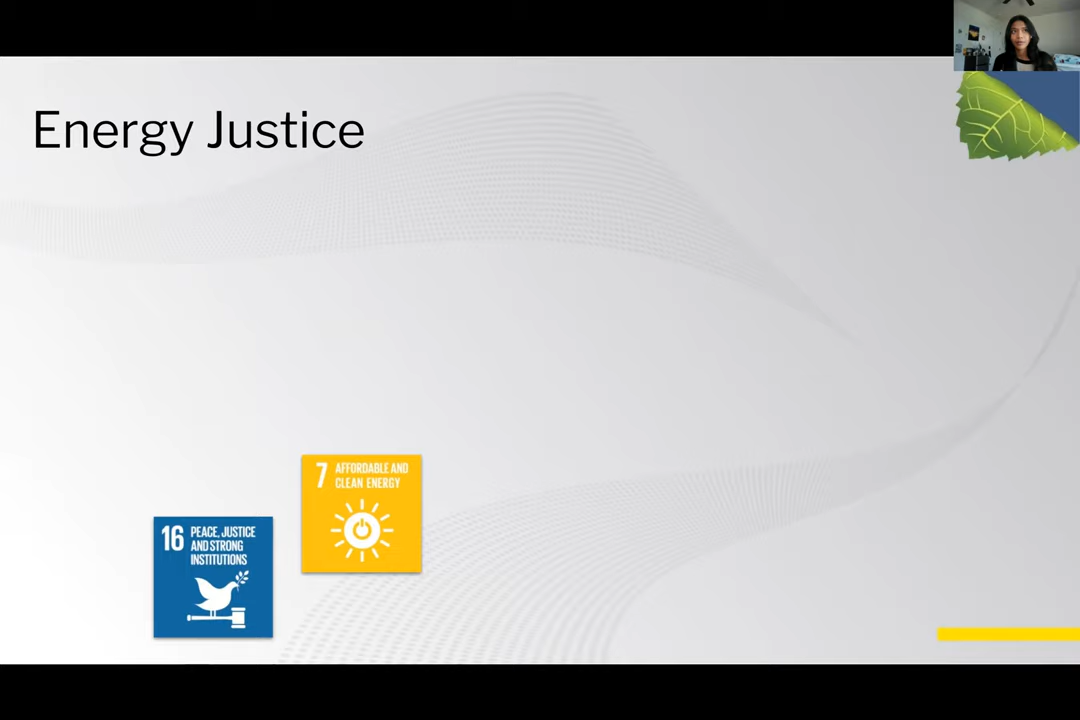 Energy Justice
7 AFFORDABLE AND
CLEAN ENERGY
16 PEACE, JUSTICE
AND STRONG
INSTITUTIONS